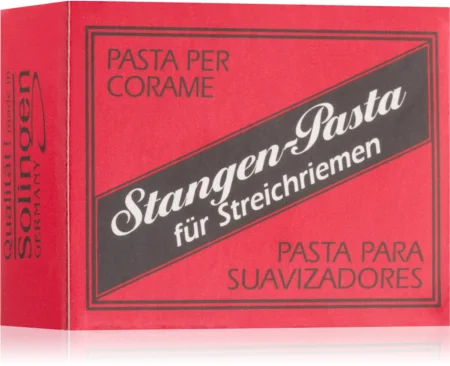 PASTA PER
CORAME
Stangen-Pasta
für Streichriemen
PASTA PARA
SUAVIZADORES
Qualität! made in
Solingen
GERMANY